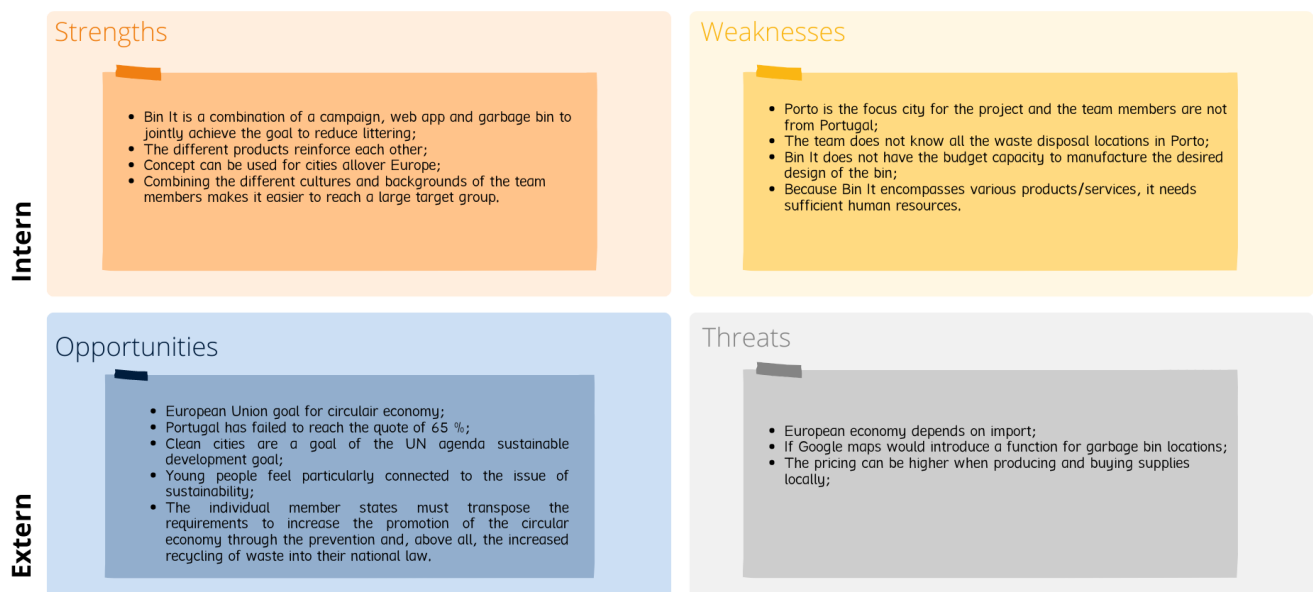 Strengths
• Bin It is a combination of a campaign, web app and garbage bin to
jointly achieve the goal to reduce littering;
• The different products reinforce each other;
• Concept can be used for cities allover Europe;
• Combining the different cultures and backgrounds of the team
members makes it easier to reach a large target group.
Weaknesses
• Porto is the focus city for the project and the team members are not
from Portugal;
• The team does not know all the waste disposal locations in Porto;
• Bin It does not have the budget capacity to manufacture the desired
design of the bin;
• Because Bin It encompasses various products/services, it needs
sufficient human resources.
Intern
Opportunities
• European Union goal for circulair economy;
• Portugal has failed to reach the quote of 65 %;
• Clean cities are a goal of the UN agenda sustainable
development goal;
• Young people feel particularly connected to the issue of
sustainability;
• The individual member states must transpose the
requirements to increase the promotion of the circular
economy through the prevention and, above all, the increased
recycling of waste into their national law.
Threats
• European economy depends on import;
• If Google maps would introduce a function for garbage bin locations;
• The pricing can be higher when producing and buying supplies
locally;
Extern